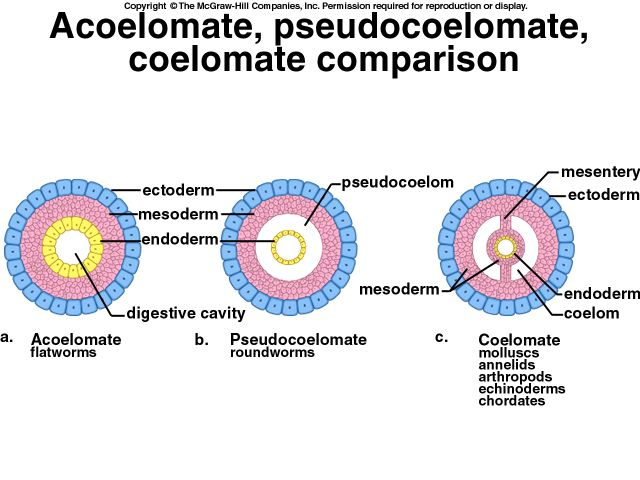 Copyright © The McGraw-Hill Companies, Inc. Permission required for reproduction or display.
Acoelomate, pseudocoelomate,
coelomate comparison
mesentery
pseudocoelom
ectoderm
ectoderm
mesoderm
endoderm
mesoderm
endoderm
digestive cavity
coelom
a. Acoelomate
flatworms
b. Pseudocoelomate
roundworms
c. Coelomate
molluscs
annelids
arthropods
echinoderms
chordates